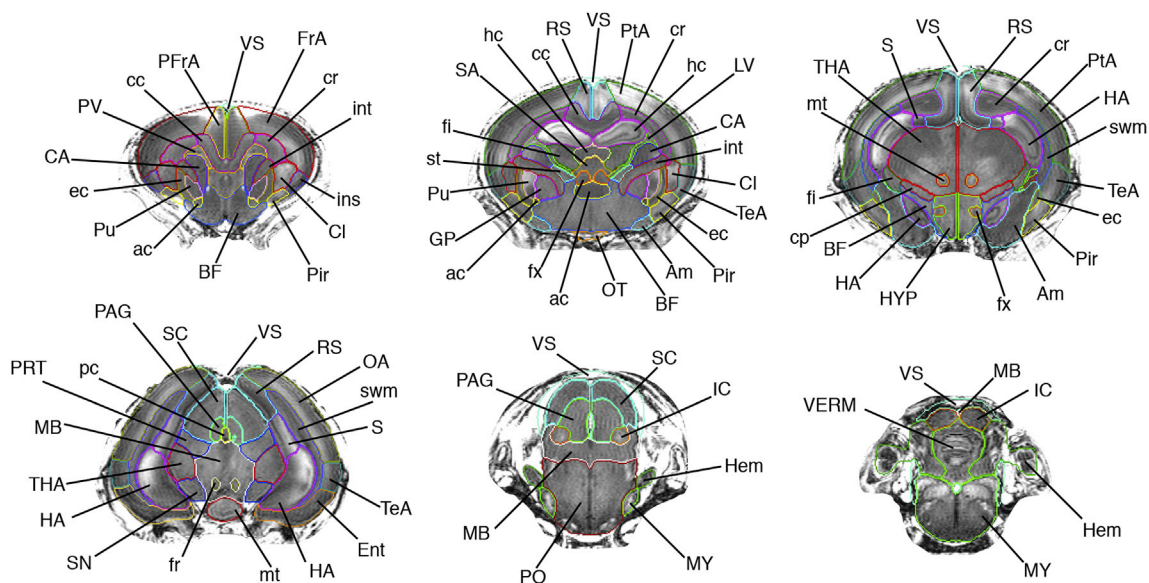 PFrA
VS
FrA
cc
cr
PV
int
CA
ec
Pu
ac
BF
Pir
Cl
ins
hc
RS
VS
PtA
cr
cc
hc
SA
LV
fi
CA
st
int
Pu
Cl
GP
TeA
ac
fx
ac
OT
BF
Am
Pir
ec
S
VS
RS
cr
THA
PtA
mt
HA
swm
fi
TeA
cp
ec
BF
Pir
HA
HYP
fx
Am
PAG
SC
VS
RS
PRT
pc
OA
swm
MB
S
THA
HA
TeA
SN
fr
mt
HA
Ent
VS
SC
PAG
IC
Hem
MB
PO
MY
VS
MB
IC
VERM
Hem
MY